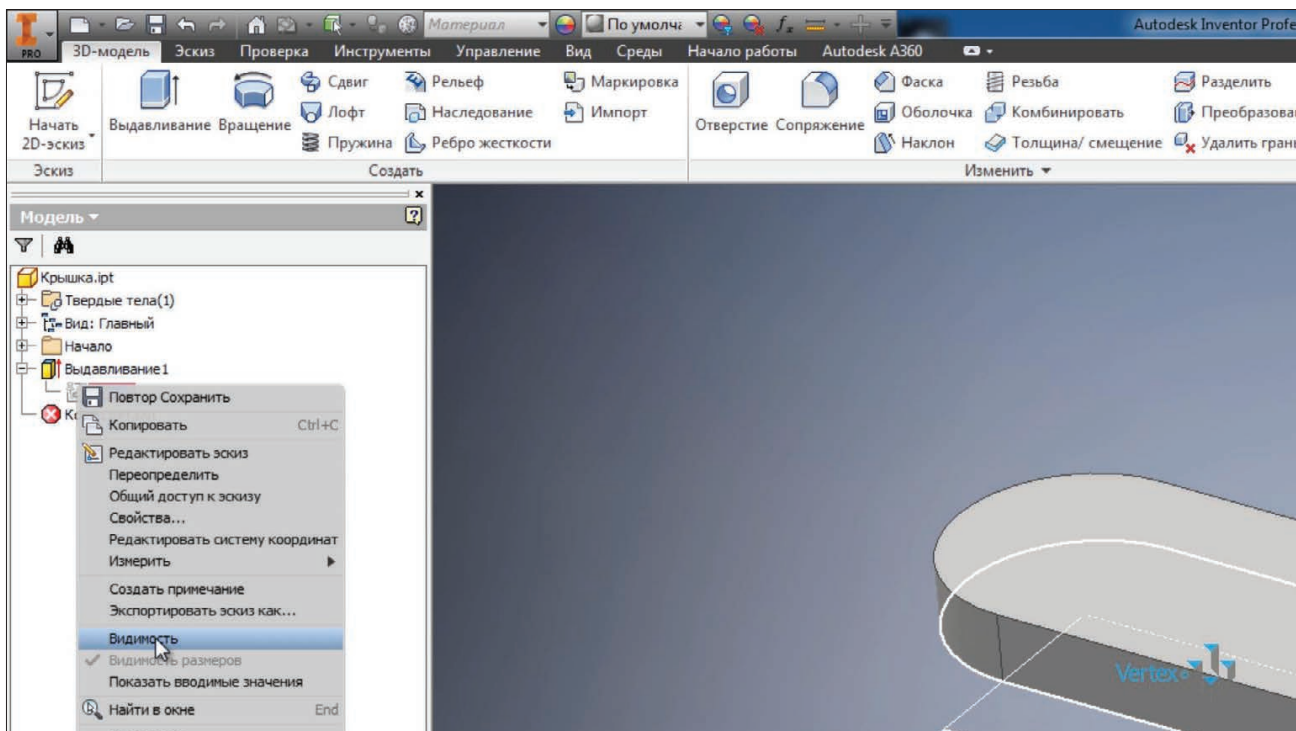 Материал По умолч Autodesk Inventor Profe
PRO 3D-модель Эскиз Проверка Инструменты Управление Вид Среды Начало работы Autodesk A360
Начать 2D-эскиз
Выдавливание
Вращение
Сдвиг
Лофт
Пружина
Рельеф
Наследование
Ребро жесткости
Маркировка
Импорт
Отверстие
Сопряжение
Фаска
Оболочка
Наклон
Резьба
Комбинировать
Толщина/ смещение
Разделить
Преобразова
Удалить грань
Эскиз Создать Изменить
Модель
Крышка.ipt
Твердые тела(1)
Вид: Главный
Начало
Выдавливание1
Повтор Сохранить
Копировать Ctrl+C
Редактировать эскиз
Переопределить
Общий доступ к эскизу
Свойства...
Редактировать систему координат
Измерить
Создать примечание
Экспортировать эскиз как...
Видимость
Видимость размеров
Показать вводимые значения
Найти в окне End
Vertex